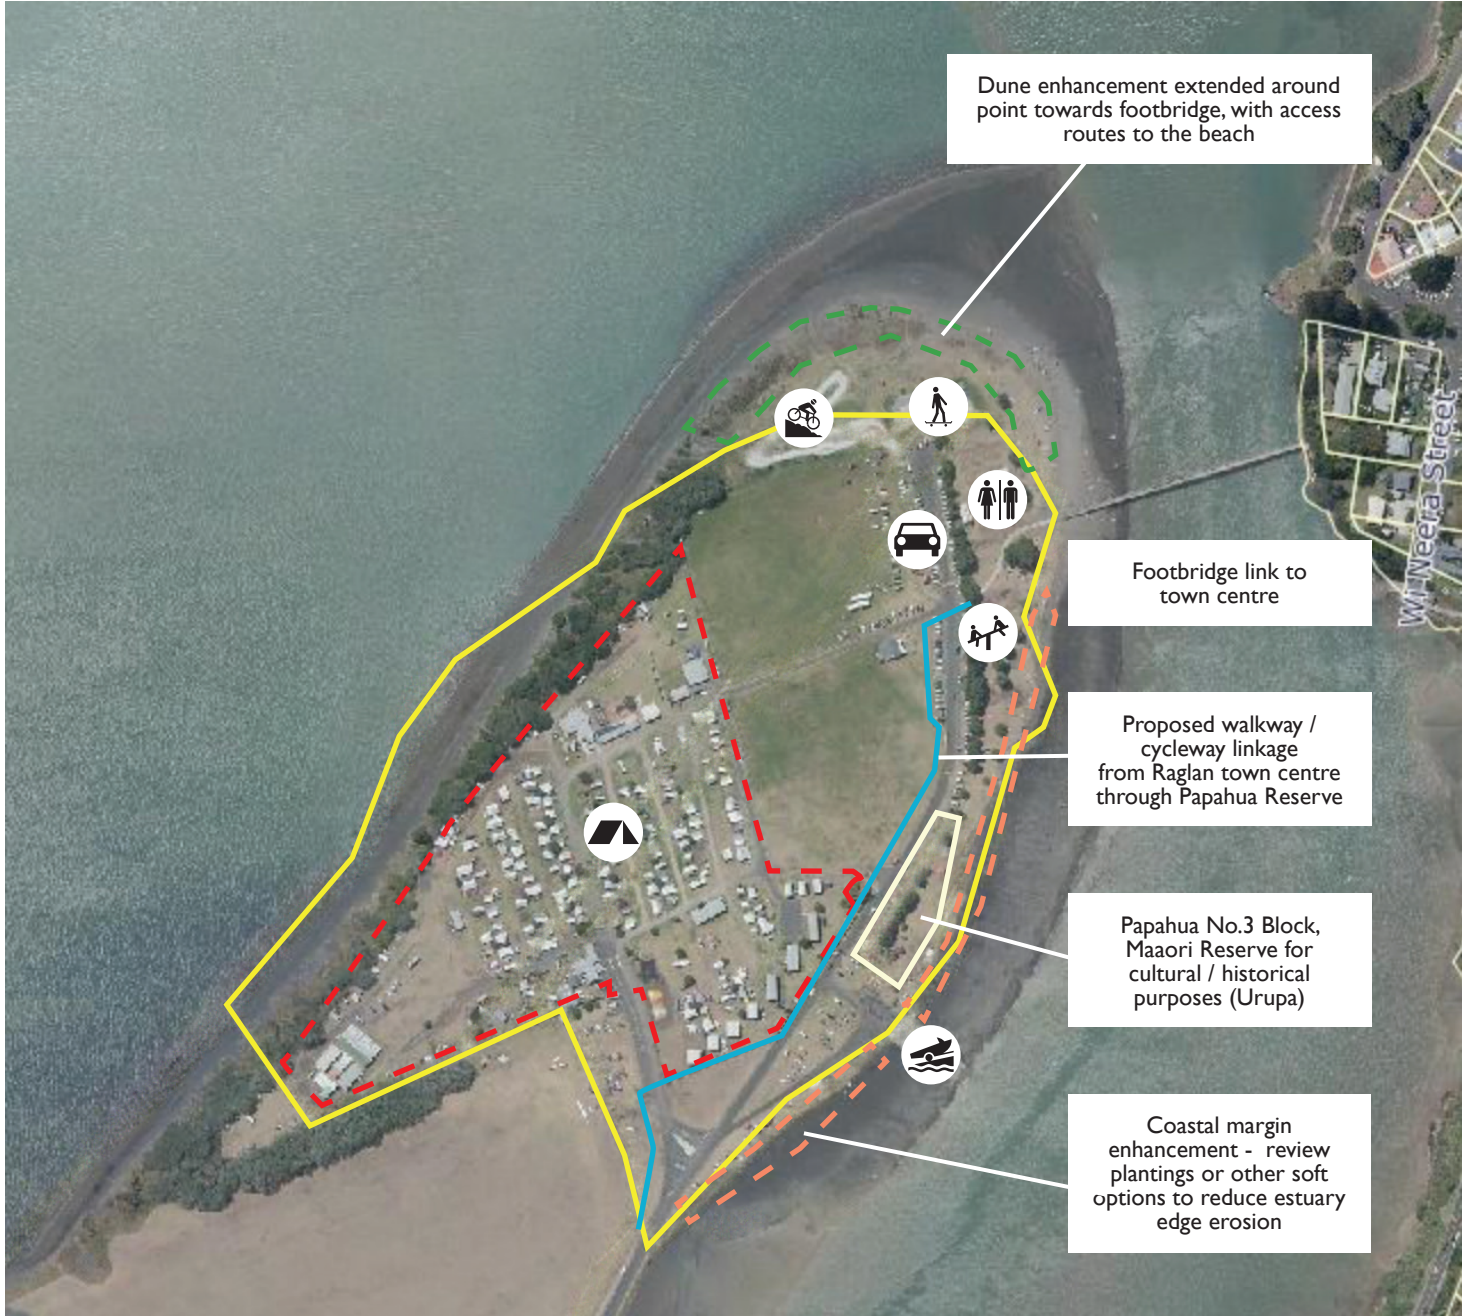 Dune enhancement extended around
point towards footbridge, with access
routes to the beach
Wi Neera Street
Footbridge link to
town centre
Proposed walkway /
cycleway linkage
from Raglan town centre
through Papahua Reserve
Papahua No.3 Block,
Maaori Reserve for
cultural / historical
purposes (Urupa)
Coastal margin
enhancement - review
plantings or other soft
options to reduce estuary
edge erosion